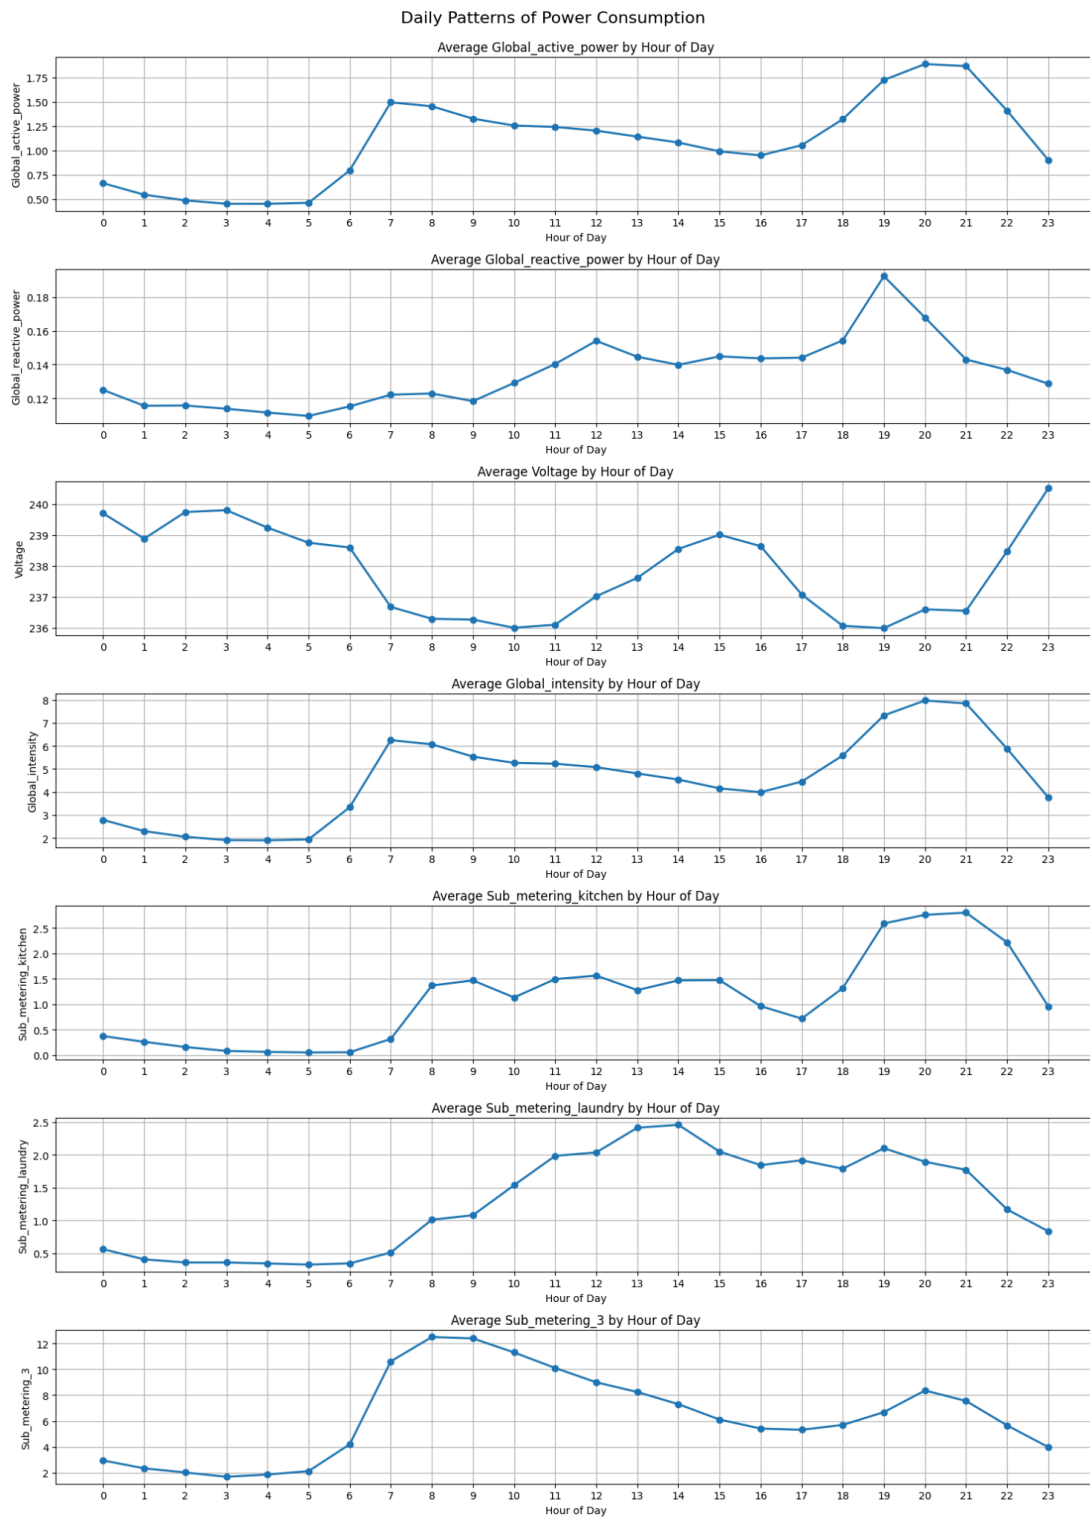 Daily Patterns of Power Consumption
Average Global_active_power by Hour of Day
Global_active_power
1.75
1.50
1.25
1.00
0.75
0.50
0 1 2 3 4 5 6 7 8 9 10 11 12 13 14 15 16 17 18 19 20 21 22 23
Hour of Day
Average Global_reactive_power by Hour of Day
Global_reactive_power
0.18
0.16
0.14
0.12
0 1 2 3 4 5 6 7 8 9 10 11 12 13 14 15 16 17 18 19 20 21 22 23
Hour of Day
Average Voltage by Hour of Day
Voltage
240
239
238
237
236
0 1 2 3 4 5 6 7 8 9 10 11 12 13 14 15 16 17 18 19 20 21 22 23
Hour of Day
Average Global_intensity by Hour of Day
Global_intensity
8
7
6
5
4
3
2
0 1 2 3 4 5 6 7 8 9 10 11 12 13 14 15 16 17 18 19 20 21 22 23
Hour of Day
Average Sub_metering_kitchen by Hour of Day
Sub_metering_kitchen
2.5
2.0
1.5
1.0
0.5
0.0
0 1 2 3 4 5 6 7 8 9 10 11 12 13 14 15 16 17 18 19 20 21 22 23
Hour of Day
Average Sub_metering_laundry by Hour of Day
Sub_metering_laundry
2.5
2.0
1.5
1.0
0.5
0 1 2 3 4 5 6 7 8 9 10 11 12 13 14 15 16 17 18 19 20 21 22 23
Hour of Day
Average Sub_metering_3 by Hour of Day
Sub_metering_3
12
10
8
6
4
2
0 1 2 3 4 5 6 7 8 9 10 11 12 13 14 15 16 17 18 19 20 21 22 23
Hour of Day